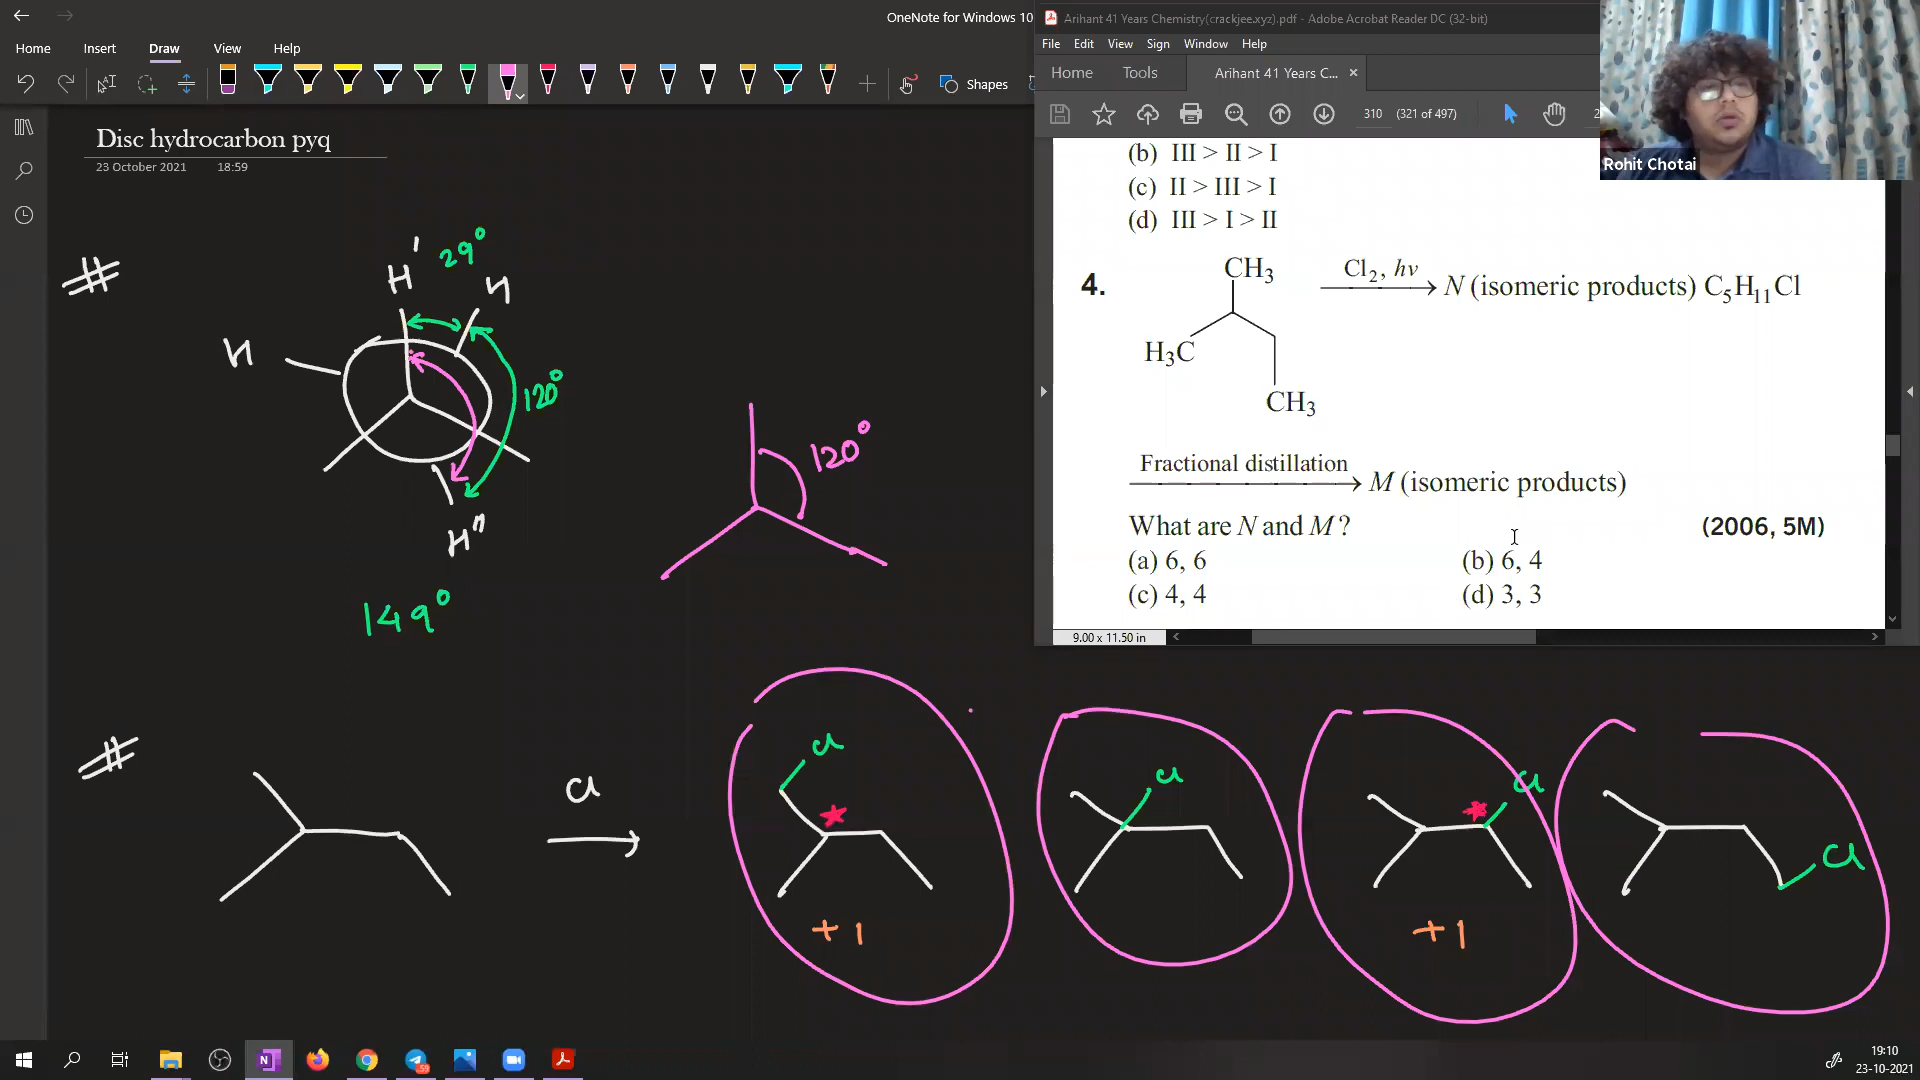 OneNote for Windows 10
Home Insert Draw View Help
Shapes
Disc hydrocarbon pyq
23 October 2021 18:59
H'
29°
H
H
120°
H"
149°
120°
Cl
Cl
Cl
Cl
Cl
+1
+1
Arihant 41 Years Chemistry(crackjee.xyz).pdf - Adobe Acrobat Reader DC (32-bit)
File Edit View Sign Window Help
Home Tools Arihant 41 Years C... ×
310 (321 of 497)
Rohit Chotai
(b) III > II > I
(c) II > III > I
(d) III > I > II
4.
CH3
Cl2, hν
N (isomeric products) C5H11Cl
H3C
CH3
Fractional distillation
M (isomeric products)
What are N and M? (2006, 5M)
(a) 6, 6 (b) 6, 4
(c) 4, 4 (d) 3, 3
9.00 x 11.50 in
19:10
23-10-2021